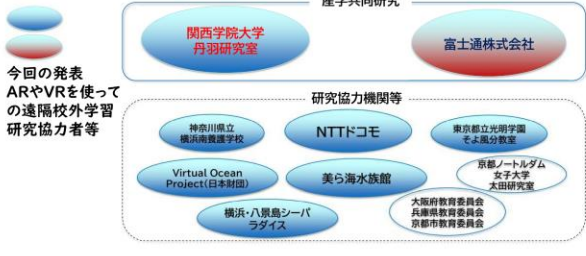 産学共同研究
関西学院大学
丹羽研究室
富士通株式会社
今回の発表
ARやVRを使って
の遠隔校外学習
研究協力者等
研究協力機関等
神奈川県立
横浜南養護学校
NTTドコモ
東京都立光明学園
そよ風分教室
Virtual Ocean
Project(日本財団)
美ら海水族館
京都ノートルダム
女子大学
太田研究室
横浜・八景島シーパ
ラダイス
大阪府教育委員会
兵庫県教育委員会
京都市教育委員会